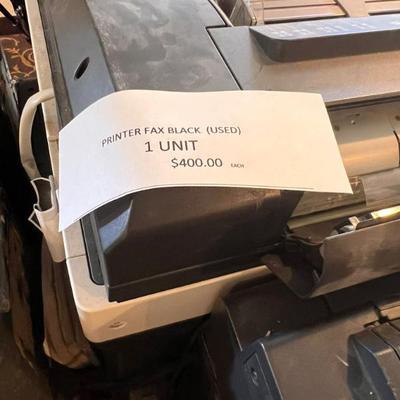 PRINTER FAX BLACK (USED)
1 UNIT
$400.00 EACH